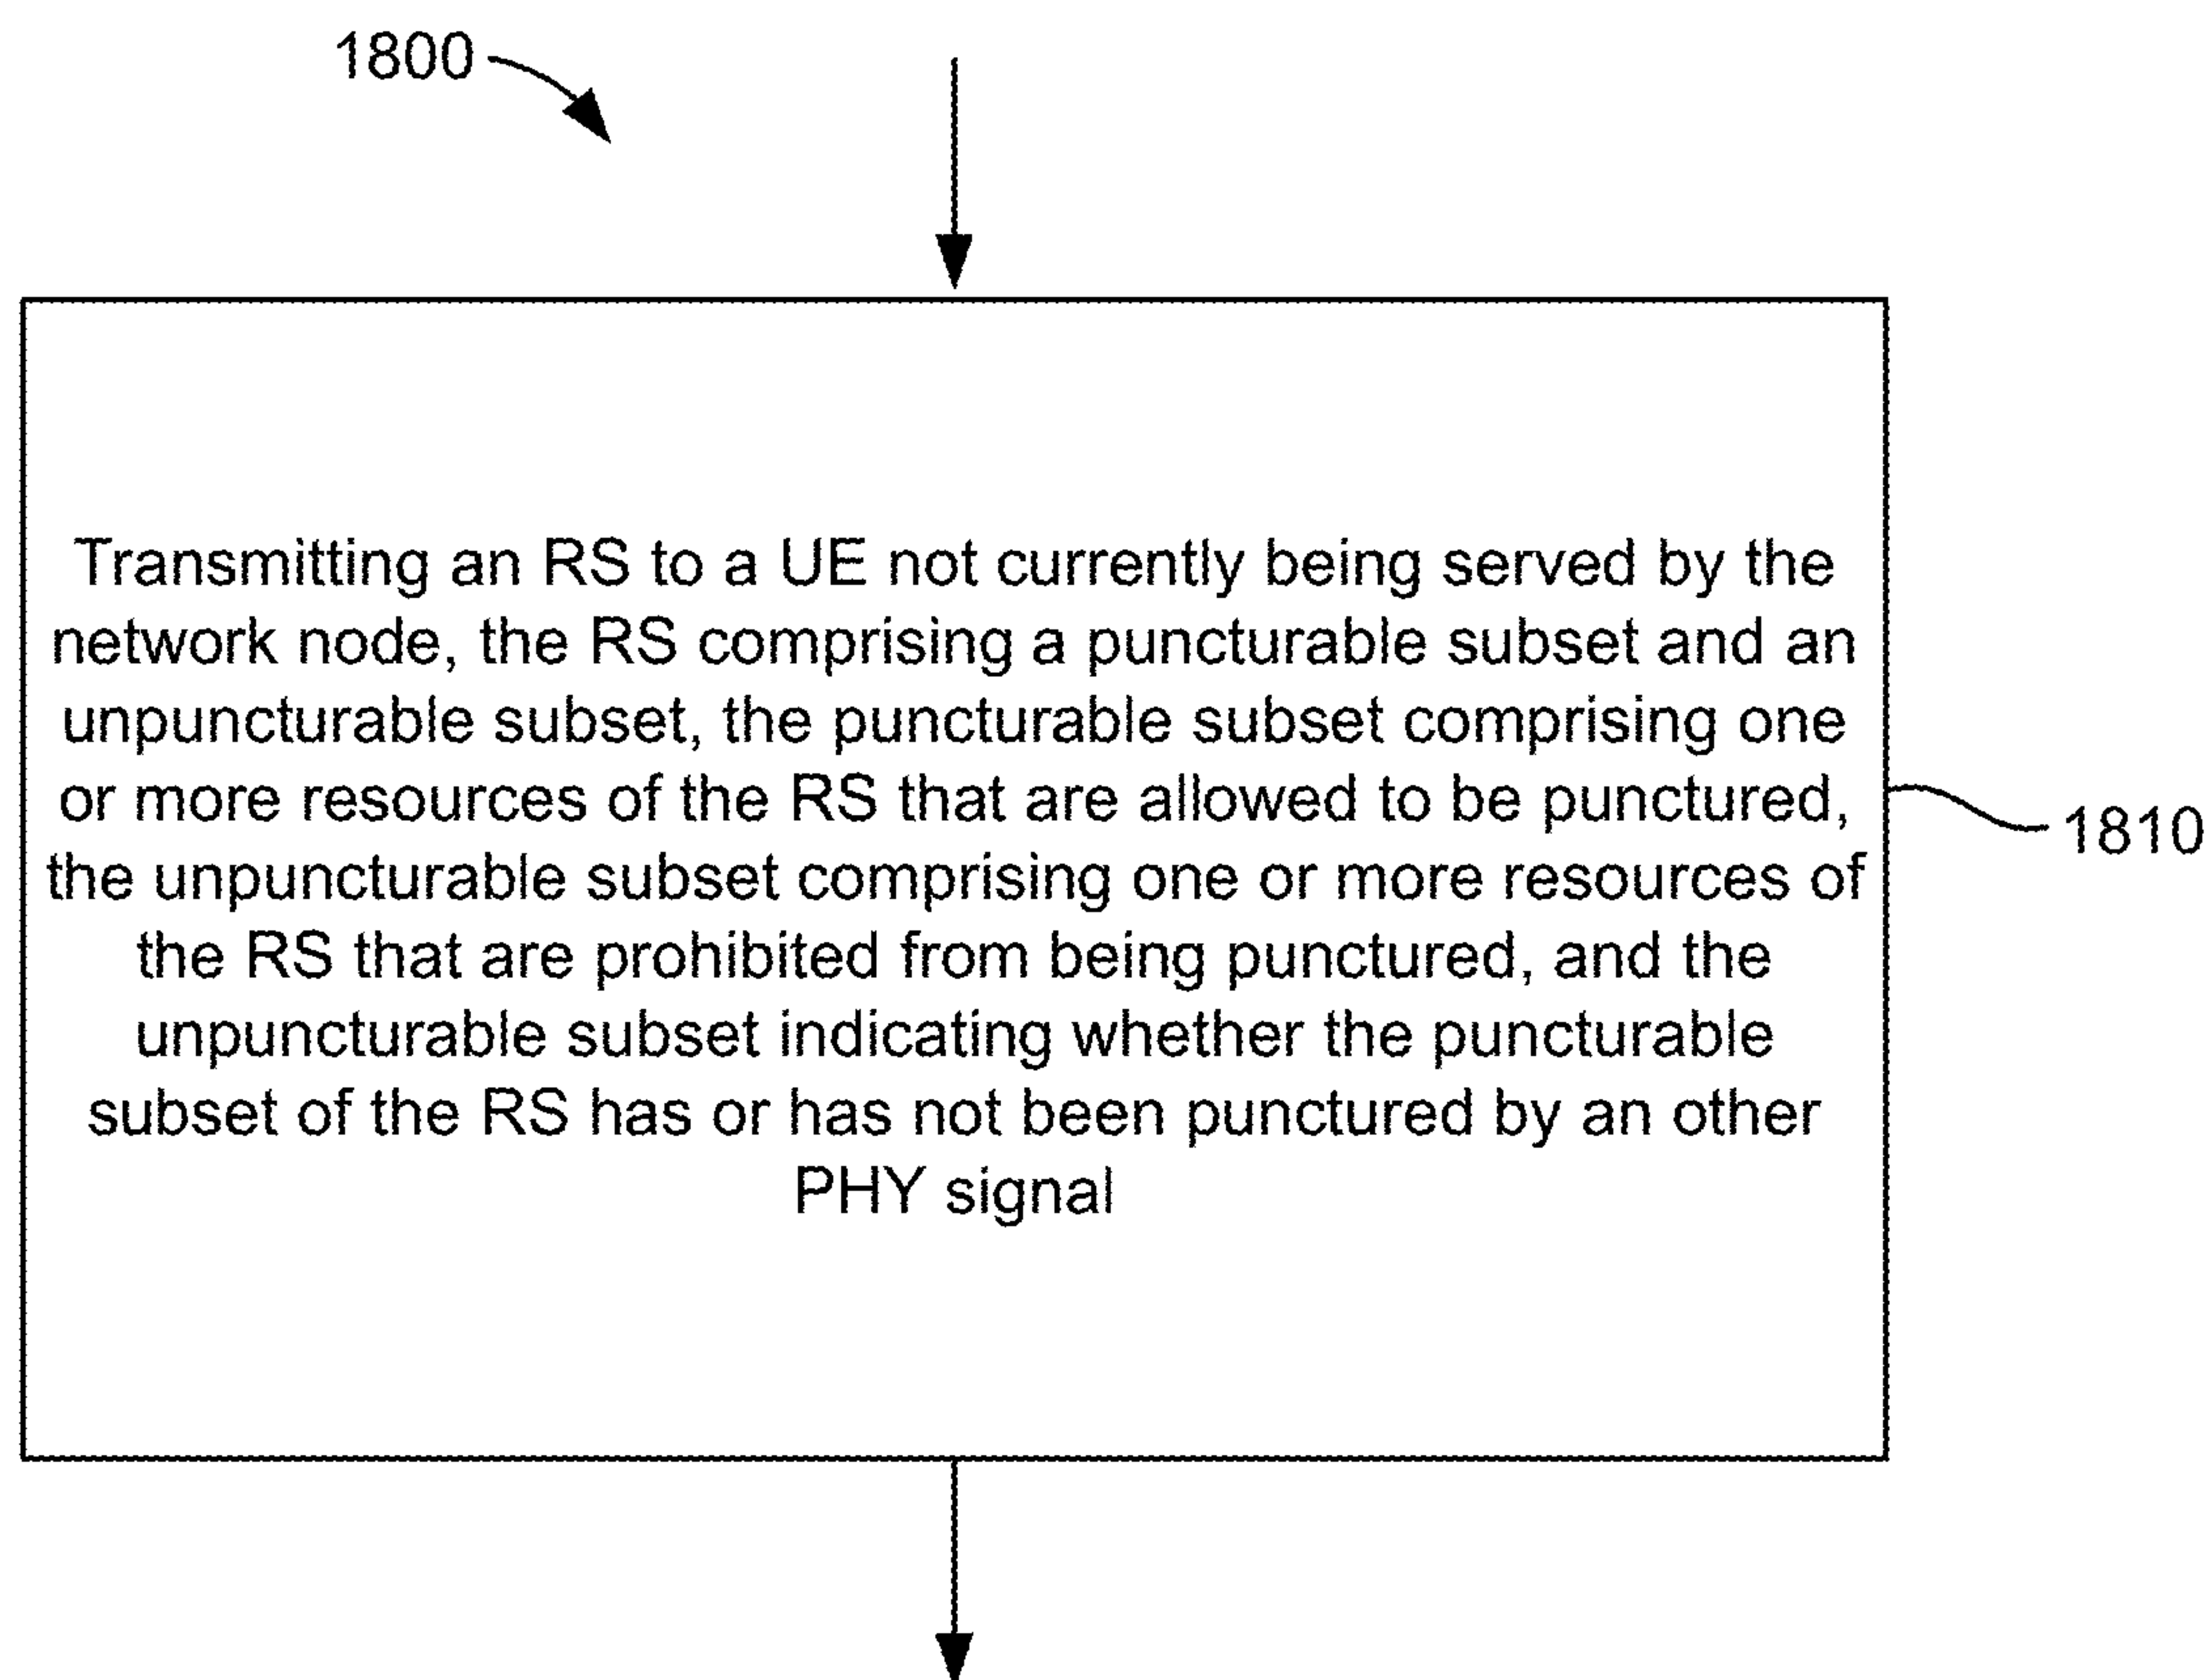 1800
Transmitting an RS to a UE not currently being served by the
network node, the RS comprising a puncturable subset and an
unpuncturable subset, the puncturable subset comprising one
or more resources of the RS that are allowed to be punctured,
the unpuncturable subset comprising one or more resources of
the RS that are prohibited from being punctured, and the
unpuncturable subset indicating whether the puncturable
subset of the RS has or has not been punctured by an other
PHY signal
1810